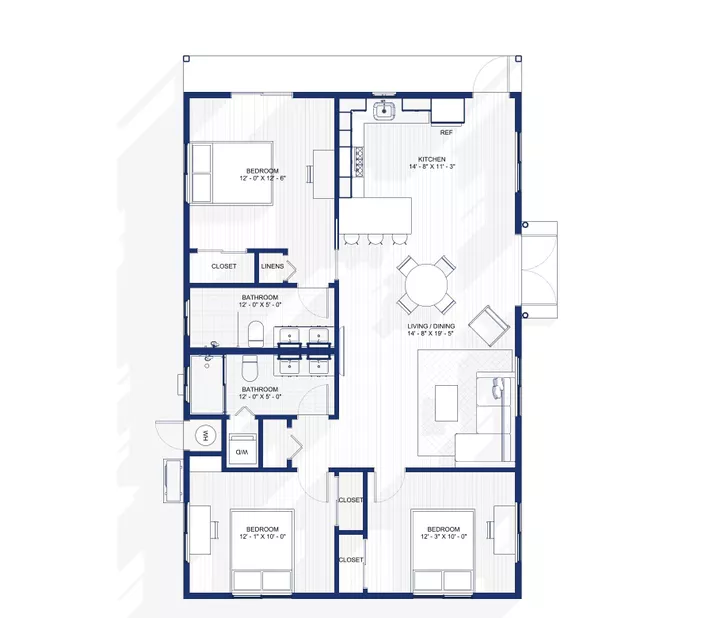 REF
KITCHEN
14' - 8" X 11' - 3"
BEDROOM
12' - 0" X 12' - 6"
CLOSET
LINENS
BATHROOM
12' - 0" X 5' - 0"
LIVING / DINING
14' - 8" X 19' - 5"
BATHROOM
12' - 0" X 5' - 0"
WH
W/D
CLOSET
BEDROOM
12' - 1" X 10' - 0"
BEDROOM
12' - 3" X 10' - 0"
CLOSET